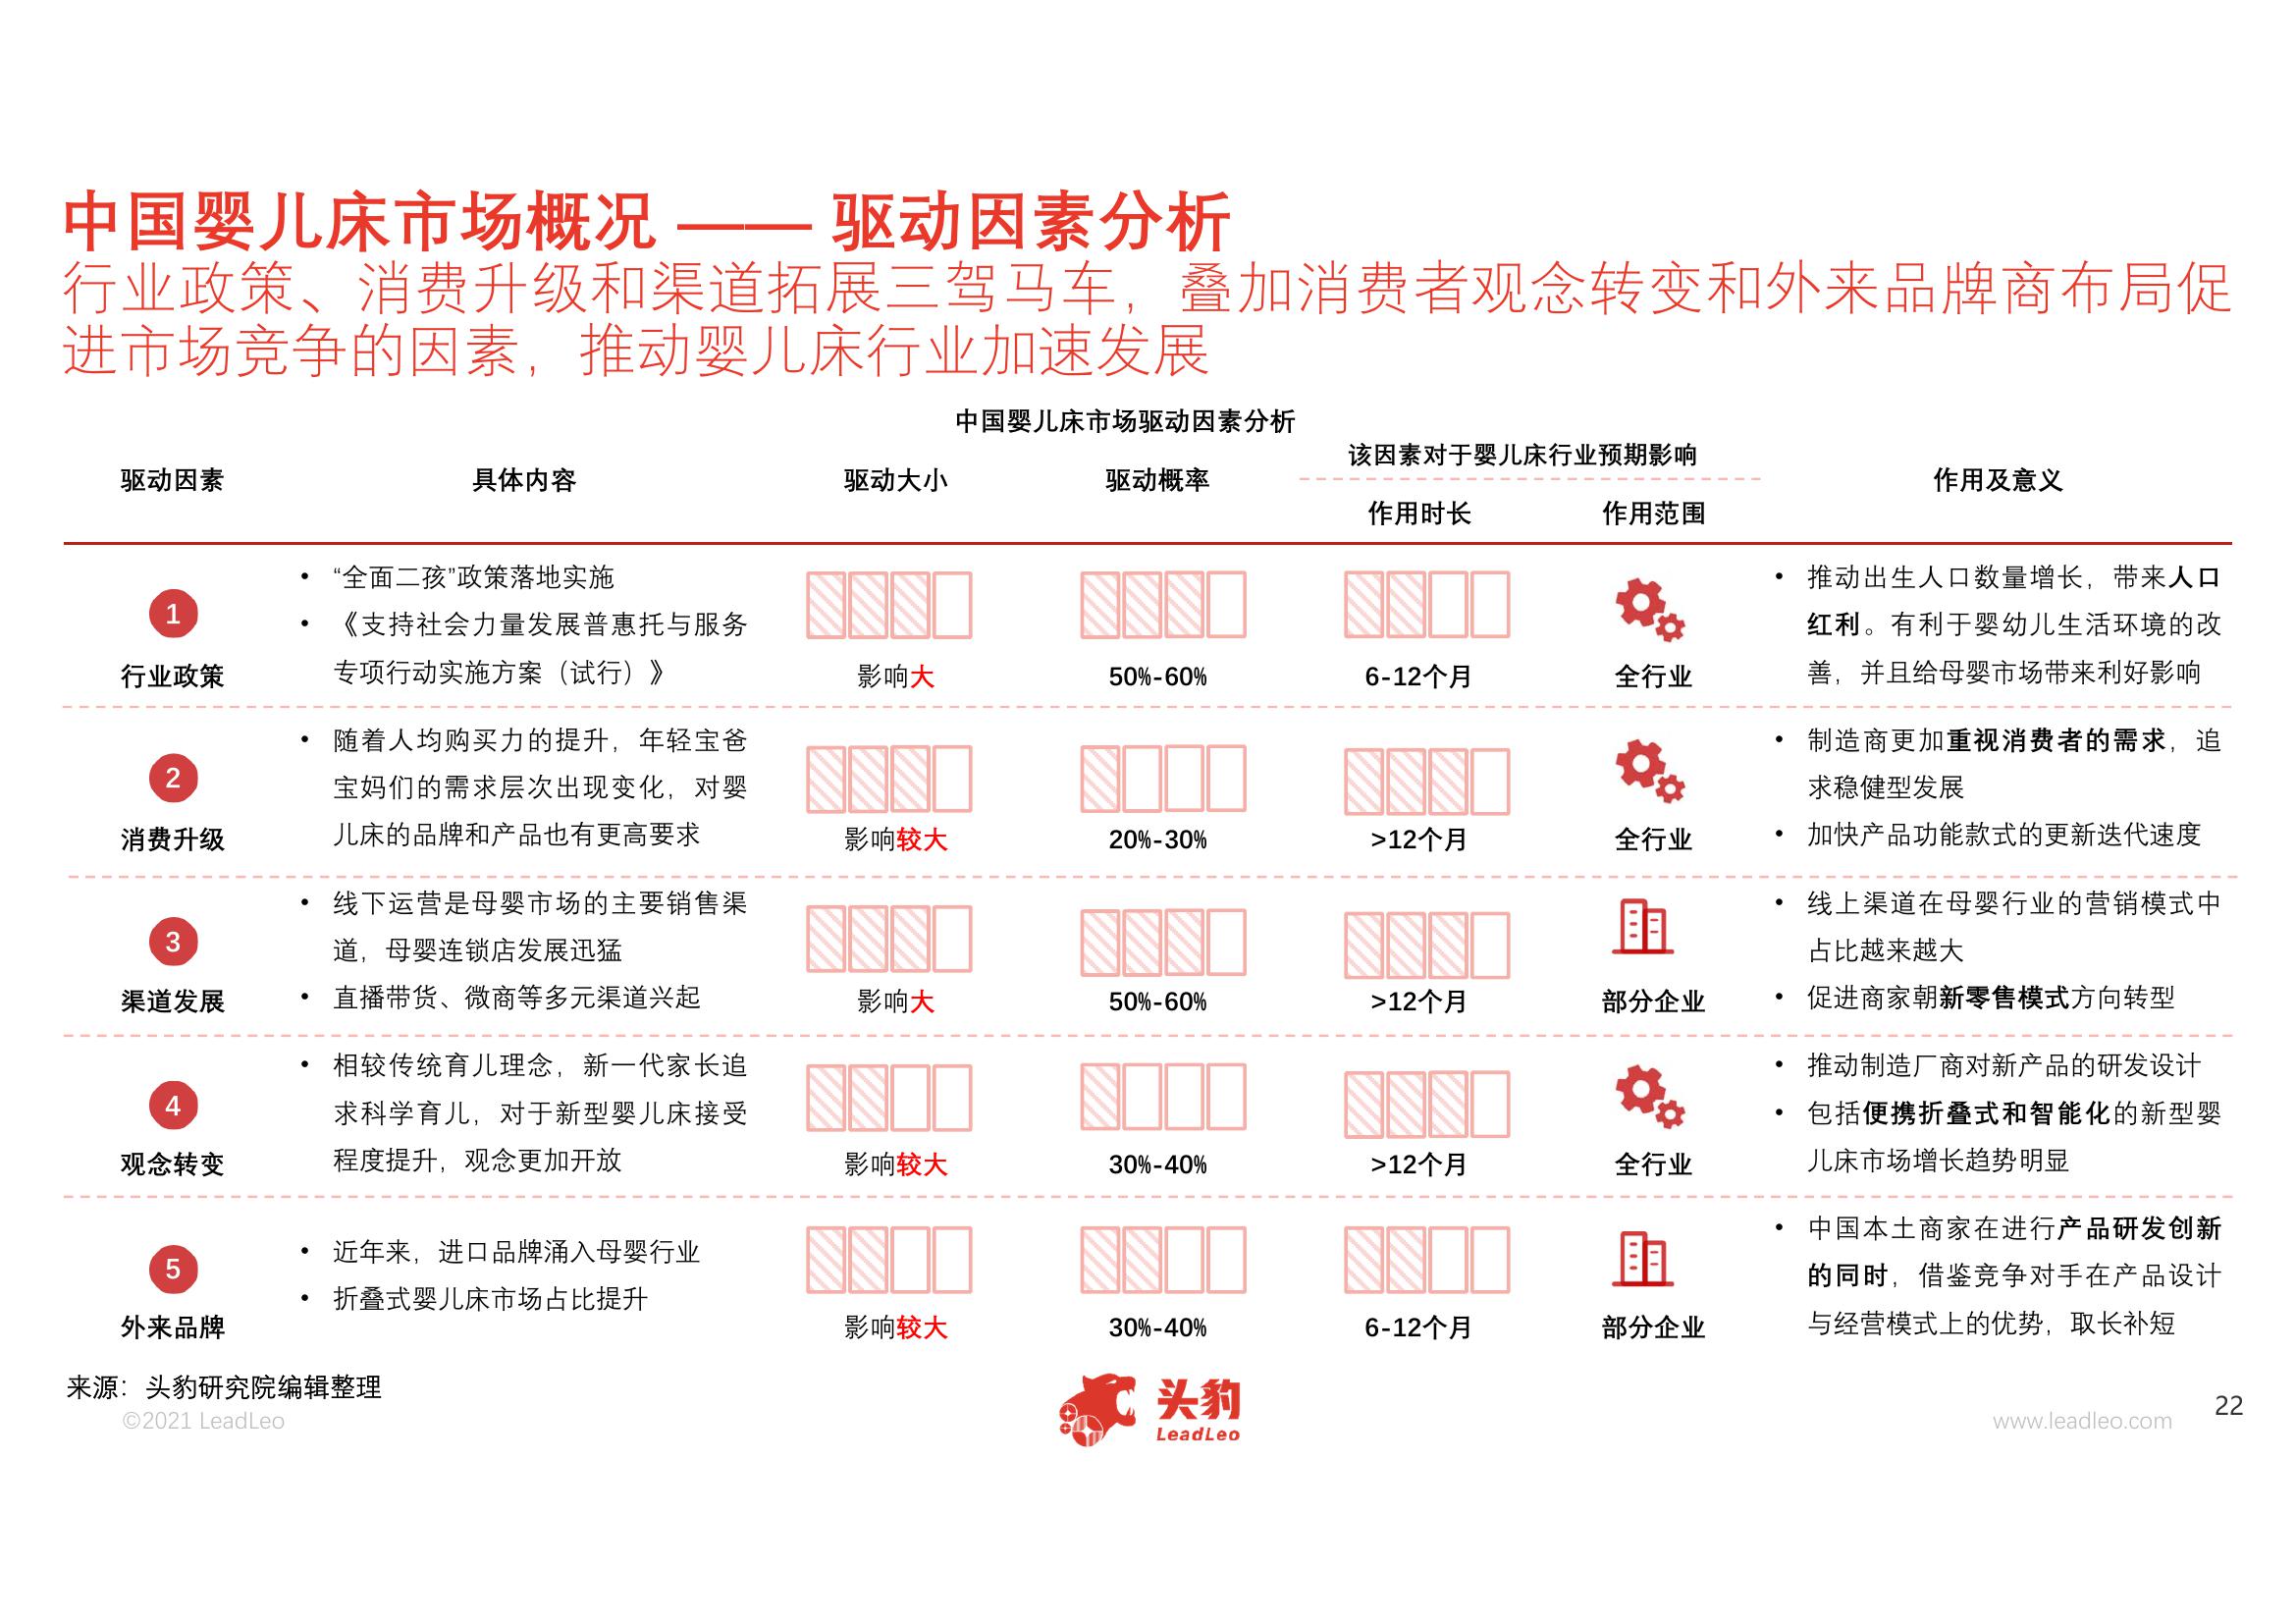 中国婴儿床市场概况 —— 驱动因素分析
行业政策、消费升级和渠道拓展三驾马车，叠加消费者观念转变和外来品牌商布局促
进市场竞争的因素，推动婴儿床行业加速发展
中国婴儿床市场驱动因素分析
驱动因素
具体内容
驱动大小
驱动概率
该因素对于婴儿床行业预期影响
作用时长
作用范围
作用及意义
1
行业政策
• “全面二孩”政策落地实施
• 《支持社会力量发展普惠托与服务
专项行动实施方案（试行）》
影响大
50%-60%
6-12个月
全行业
• 推动出生人口数量增长，带来人口
红利。有利于婴幼儿生活环境的改
善，并且给母婴市场带来利好影响
2
消费升级
• 随着人均购买力的提升，年轻宝爸
宝妈们的需求层次出现变化，对婴
儿床的品牌和产品也有更高要求
影响较大
20%-30%
>12个月
全行业
• 制造商更加重视消费者的需求，追
求稳健型发展
• 加快产品功能款式的更新迭代速度
3
渠道发展
• 线下运营是母婴市场的主要销售渠
道，母婴连锁店发展迅猛
• 直播带货、微商等多元渠道兴起
影响大
50%-60%
>12个月
部分企业
• 线上渠道在母婴行业的营销模式中
占比越来越大
• 促进商家朝新零售模式方向转型
4
观念转变
• 相较传统育儿理念，新一代家长追
求科学育儿，对于新型婴儿床接受
程度提升，观念更加开放
影响较大
30%-40%
>12个月
全行业
• 推动制造厂商对新产品的研发设计
• 包括便携折叠式和智能化的新型婴
儿床市场增长趋势明显
5
外来品牌
• 近年来，进口品牌涌入母婴行业
• 折叠式婴儿床市场占比提升
影响较大
30%-40%
6-12个月
部分企业
• 中国本土商家在进行产品研发创新
的同时，借鉴竞争对手在产品设计
与经营模式上的优势，取长补短
来源：头豹研究院编辑整理
©2021 LeadLeo
头豹
LeadLeo
www.leadleo.com
22